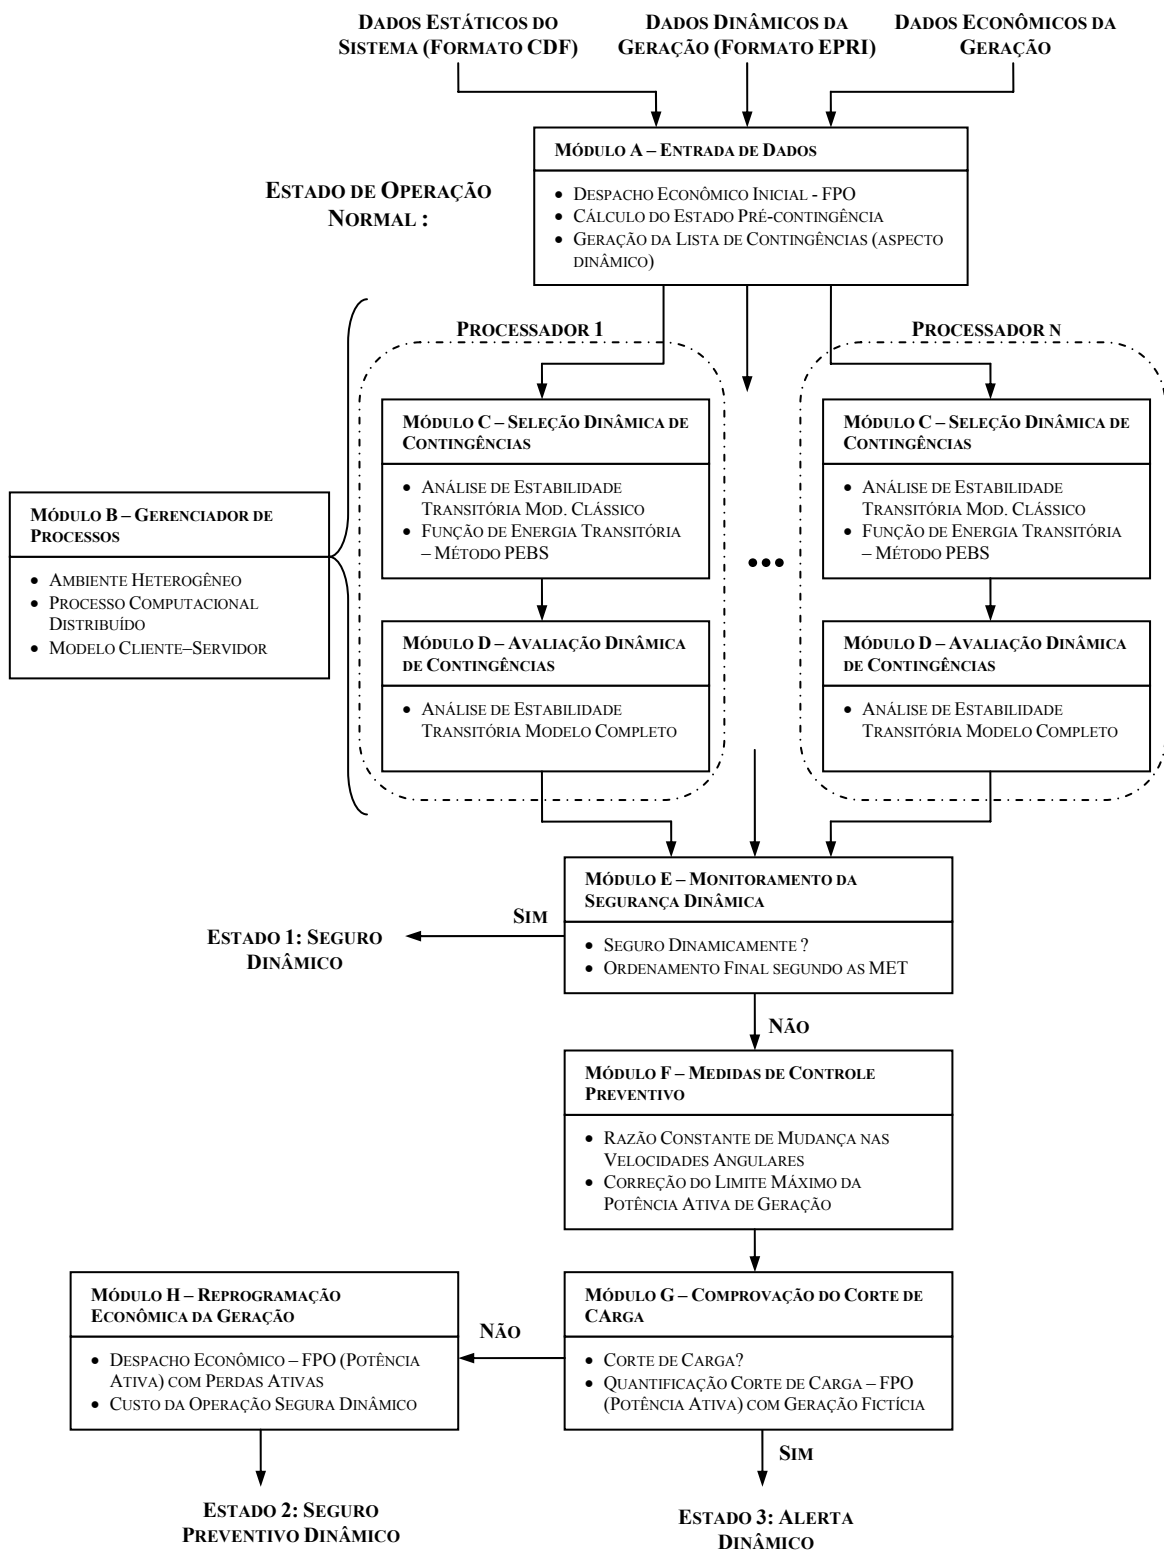 DADOS ESTÁTICOS DO
SISTEMA (FORMATO CDF)
DADOS DINÂMICOS DA
GERAÇÃO (FORMATO EPRI)
DADOS ECONÔMICOS DA
GERAÇÃO
MÓDULO A – ENTRADA DE DADOS
• DESPACHO ECONÔMICO INICIAL - FPO
• CÁLCULO DO ESTADO PRÉ-CONTINGÊNCIA
• GERAÇÃO DA LISTA DE CONTINGÊNCIAS (ASPECTO
DINÂMICO)
ESTADO DE OPERAÇÃO
NORMAL :
PROCESSADOR 1
PROCESSADOR N
MÓDULO C – SELEÇÃO DINÂMICA DE
CONTINGÊNCIAS
• ANÁLISE DE ESTABILIDADE
TRANSITÓRIA MOD. CLÁSSICO
• FUNÇÃO DE ENERGIA TRANSITÓRIA
– MÉTODO PEBS
MÓDULO C – SELEÇÃO DINÂMICA DE
CONTINGÊNCIAS
• ANÁLISE DE ESTABILIDADE
TRANSITÓRIA MOD. CLÁSSICO
• FUNÇÃO DE ENERGIA TRANSITÓRIA
– MÉTODO PEBS
MÓDULO B – GERENCIADOR DE
PROCESSOS
• AMBIENTE HETEROGÊNEO
• PROCESSO COMPUTACIONAL
DISTRIBUÍDO
• MODELO CLIENTE–SERVIDOR
•••
MÓDULO D – AVALIAÇÃO DINÂMICA
DE CONTINGÊNCIAS
• ANÁLISE DE ESTABILIDADE
TRANSITÓRIA MODELO COMPLETO
MÓDULO D – AVALIAÇÃO DINÂMICA
DE CONTINGÊNCIAS
• ANÁLISE DE ESTABILIDADE
TRANSITÓRIA MODELO COMPLETO
MÓDULO E – MONITORAMENTO DA
SEGURANÇA DINÂMICA
• SEGURO DINAMICAMENTE ?
• ORDENAMENTO FINAL SEGUNDO AS MET
SIM
ESTADO 1: SEGURO
DINÂMICO
NÃO
MÓDULO F – MEDIDAS DE CONTROLE
PREVENTIVO
• RAZÃO CONSTANTE DE MUDANÇA NAS
VELOCIDADES ANGULARES
• CORREÇÃO DO LIMITE MÁXIMO DA
POTÊNCIA ATIVA DE GERAÇÃO
MÓDULO G – COMPROVAÇÃO DO CORTE DE
CARGA
• CORTE DE CARGA?
• QUANTIFICAÇÃO CORTE DE CARGA – FPO
(POTÊNCIA ATIVA) COM GERAÇÃO FICTÍCIA
NÃO
MÓDULO H – REPROGRAMAÇÃO
ECONÔMICA DA GERAÇÃO
• DESPACHO ECONÔMICO – FPO (POTÊNCIA
ATIVA) COM PERDAS ATIVAS
• CUSTO DA OPERAÇÃO SEGURA DINÂMICO
SIM
ESTADO 2: SEGURO
PREVENTIVO DINÂMICO
ESTADO 3: ALERTA
DINÂMICO